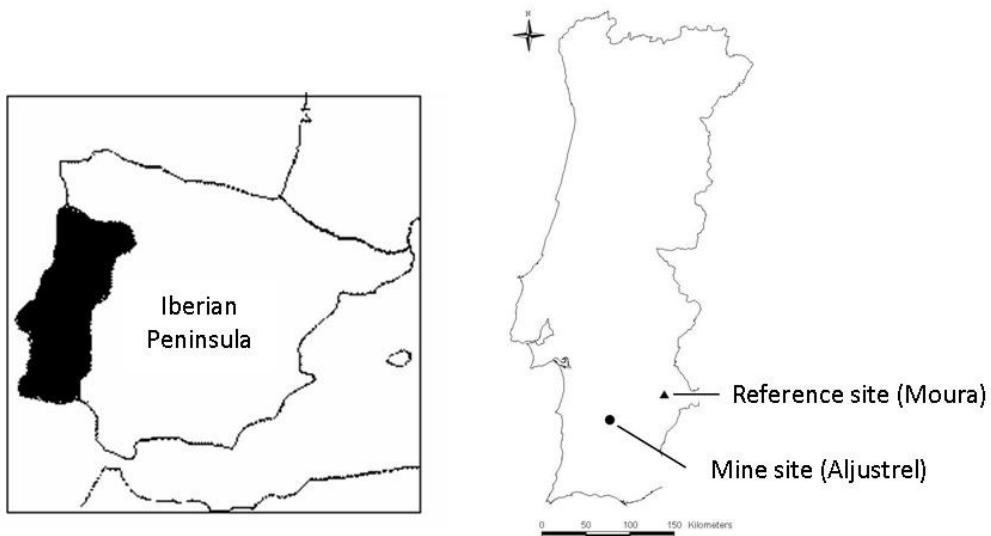 N
Iberian
Peninsula
Reference site (Moura)
Mine site (Aljustrel)
0 50 100 150 Kilometers